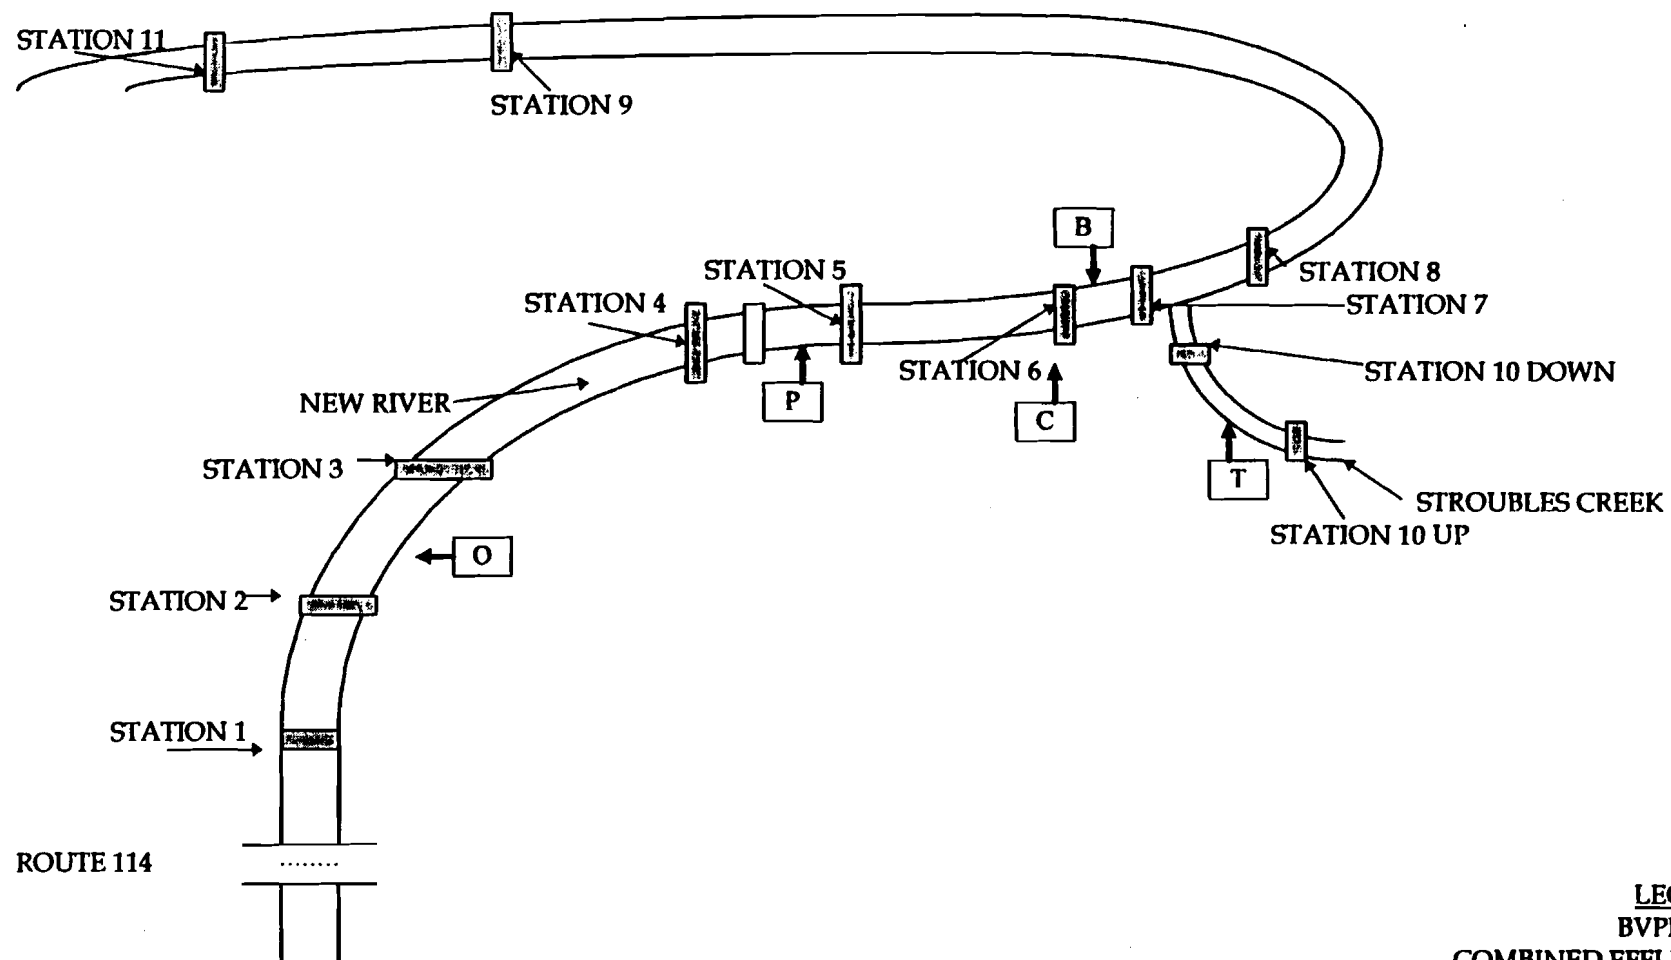 STATION 11
STATION 9
B
STATION 5
STATION 8
STATION 4
STATION 7
STATION 6
STATION 10 DOWN
NEW RIVER
P
C
STATION 3
T
STROUBLES CREEK
STATION 10 UP
O
STATION 2
STATION 1
ROUTE 114